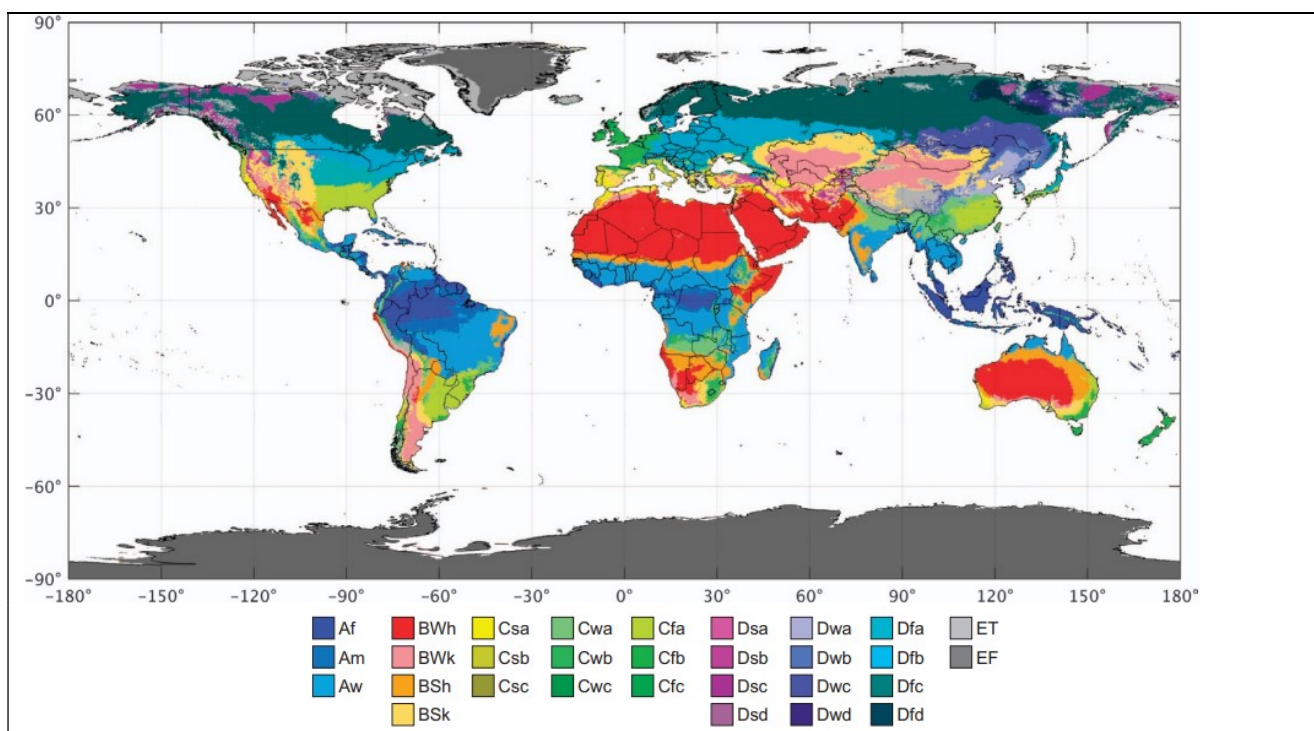 90°
60°
30°
0°
−30°
−60°
−90°
−180° −150° −120° −90° −60° −30° 0° 30° 60° 90° 120° 150° 180°
Af BWh Csa Cwa Cfa Dsa Dwa Dfa ET
Am BWk Csb Cwb Cfb Dsb Dwb Dfb EF
Aw BSh Csc Cwc Cfc Dsc Dwc Dfc
BSk Dsd Dwd Dfd